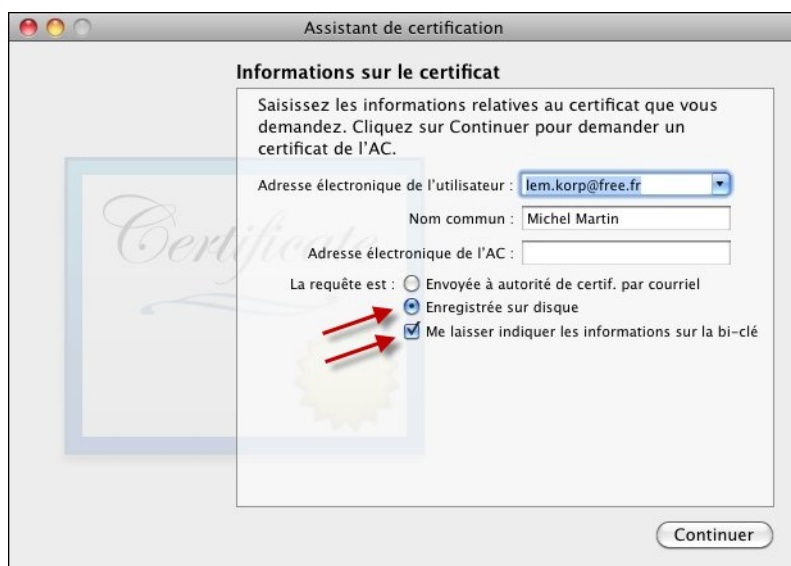 Assistant de certification
Informations sur le certificat
Saisissez les informations relatives au certificat que vous
demandez. Cliquez sur Continuer pour demander un
certificat de l'AC.
Adresse électronique de l'utilisateur : lem.korp@free.fr
Nom commun : Michel Martin
Adresse électronique de l'AC :
La requête est : Envoyée à autorité de certif. par courriel
Enregistrée sur disque
Me laisser indiquer les informations sur la bi-clé
Certificate
Continuer